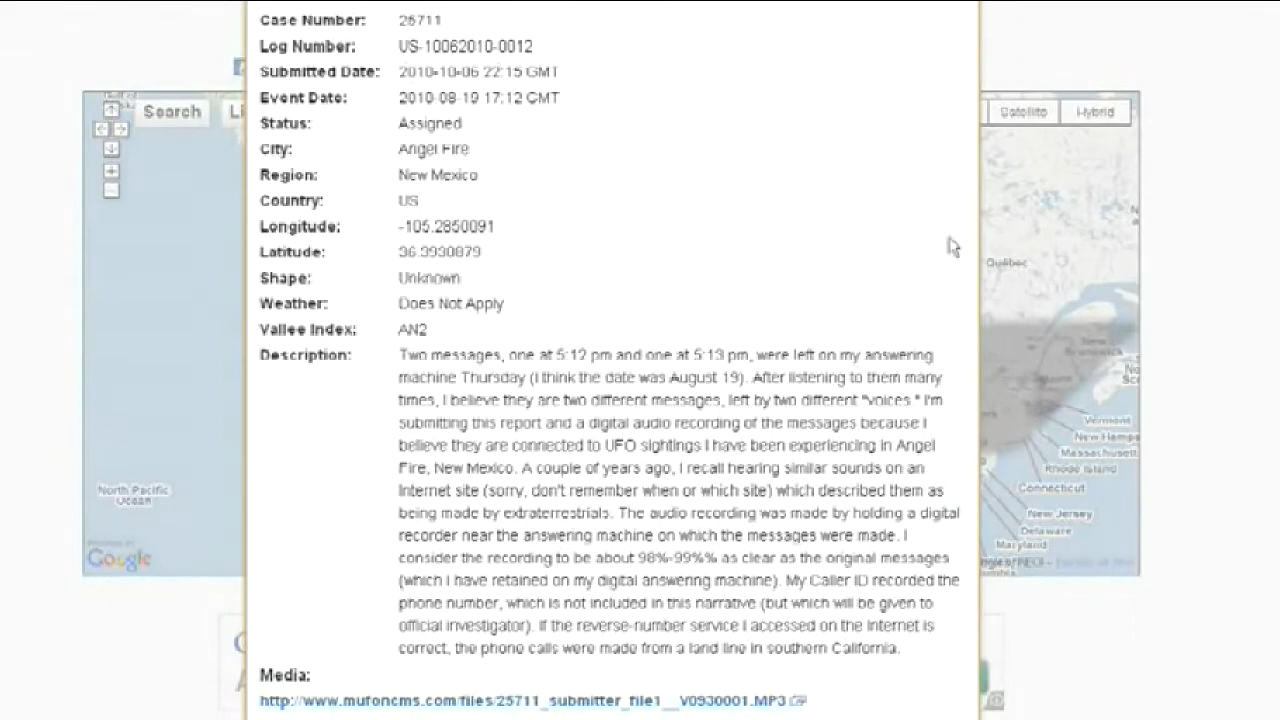 Case Number: 25711
Log Number: US-10062010-0012
Submitted Date: 2010-10-06 22:15 GMT
Event Date: 2010-08-19 17:12 GMT
Status: Assigned
City: Angel Fire
Region: New Mexico
Country: US
Longitude: -105.2850091
Latitude: 36.3930879
Shape: Unknown
Weather: Does Not Apply
Vallee Index: AN2
Description: Two messages, one at 5:12 pm and one at 5:13 pm, were left on my answering
machine Thursday (I think the date was August 19). After listening to them many
times, I believe they are two different messages, left by two different "voices." I'm
submitting this report and a digital audio recording of the messages because I
believe they are connected to UFO sightings I have been experiencing in Angel
Fire, New Mexico. A couple of years ago, I recall hearing similar sounds on an
Internet site (sorry, don't remember when or which site) which described them as
being made by extraterrestrials. The audio recording was made by holding a digital
recorder near the answering machine on which the messages were made. I
consider the recording to be about 98%-99%% as clear as the original messages
(which I have retained on my digital answering machine). My Caller ID recorded the
phone number, which is not included in this narrative (but which will be given to
official investigator). If the reverse-number service I accessed on the Internet is
correct, the phone calls were made from a land line in southern California.
Media:
http://www.mufoncms.com/files/25711_submitter_file1__V0930001.MP3
Search
Li
Satellite
Hybrid
Québec
New
Brunswick
No
Sco
Vermont
New Hamps
Massachusett
Rhode Island
Connecticut
New Jersey
Delaware
Maryland
North Pacific
Ocean
Google